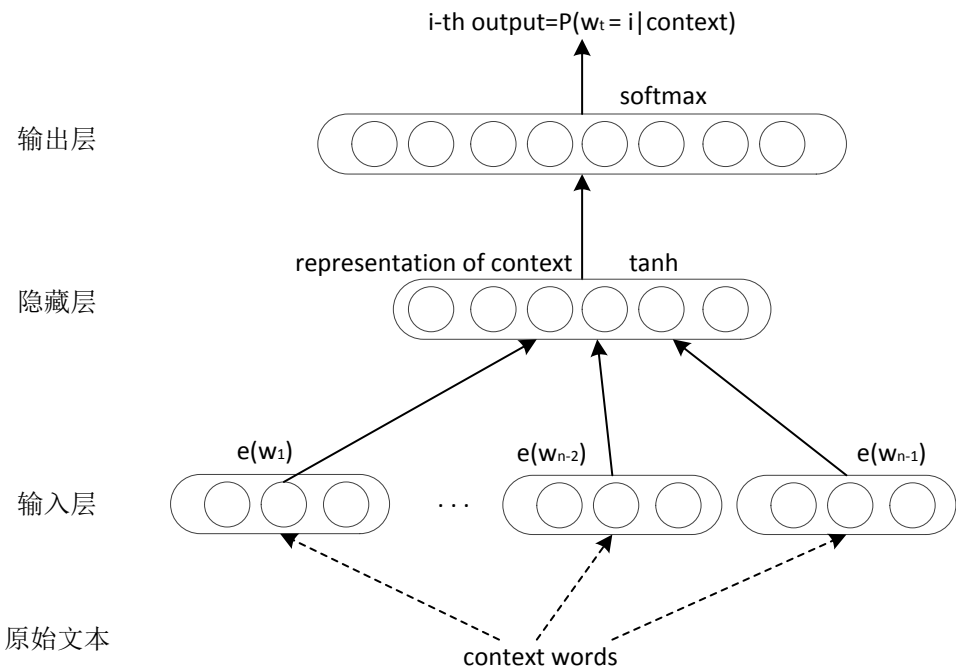 i-th output=P(wₜ = i|context)
softmax
输出层
representation of context tanh
隐藏层
e(w₁) e(wₙ₋₂) e(wₙ₋₁)
输入层 ...
原始文本
context words